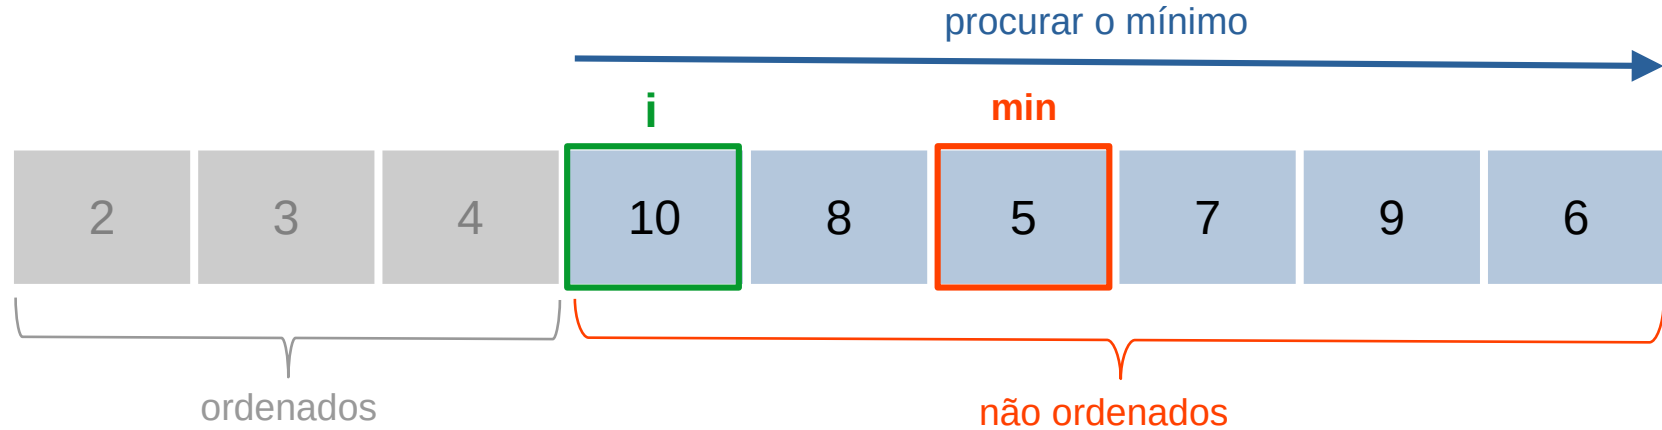 procurar o mínimo
i
min
2 3 4 10 8 5 7 9 6
ordenados
não ordenados